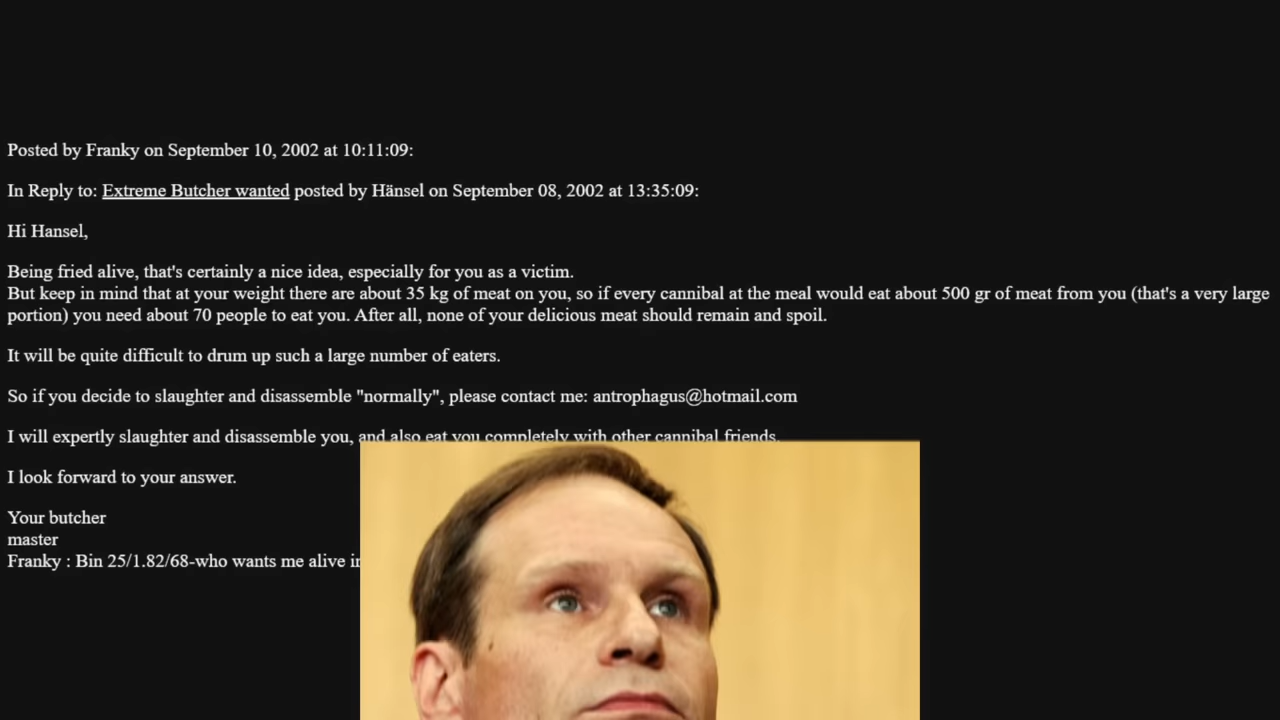 Posted by Franky on September 10, 2002 at 10:11:09:
In Reply to: Extreme Butcher wanted posted by Hänsel on September 08, 2002 at 13:35:09:
Hi Hansel,
Being fried alive, that's certainly a nice idea, especially for you as a victim.
But keep in mind that at your weight there are about 35 kg of meat on you, so if every cannibal at the meal would eat about 500 gr of meat from you (that's a very large
portion) you need about 70 people to eat you. After all, none of your delicious meat should remain and spoil.
It will be quite difficult to drum up such a large number of eaters.
So if you decide to slaughter and disassemble "normally", please contact me: antrophagus@hotmail.com
I will expertly slaughter and disassemble you, and also eat you completely with other cannibal friends.
I look forward to your answer.
Your butcher
master
Franky : Bin 25/1.82/68-who wants me alive